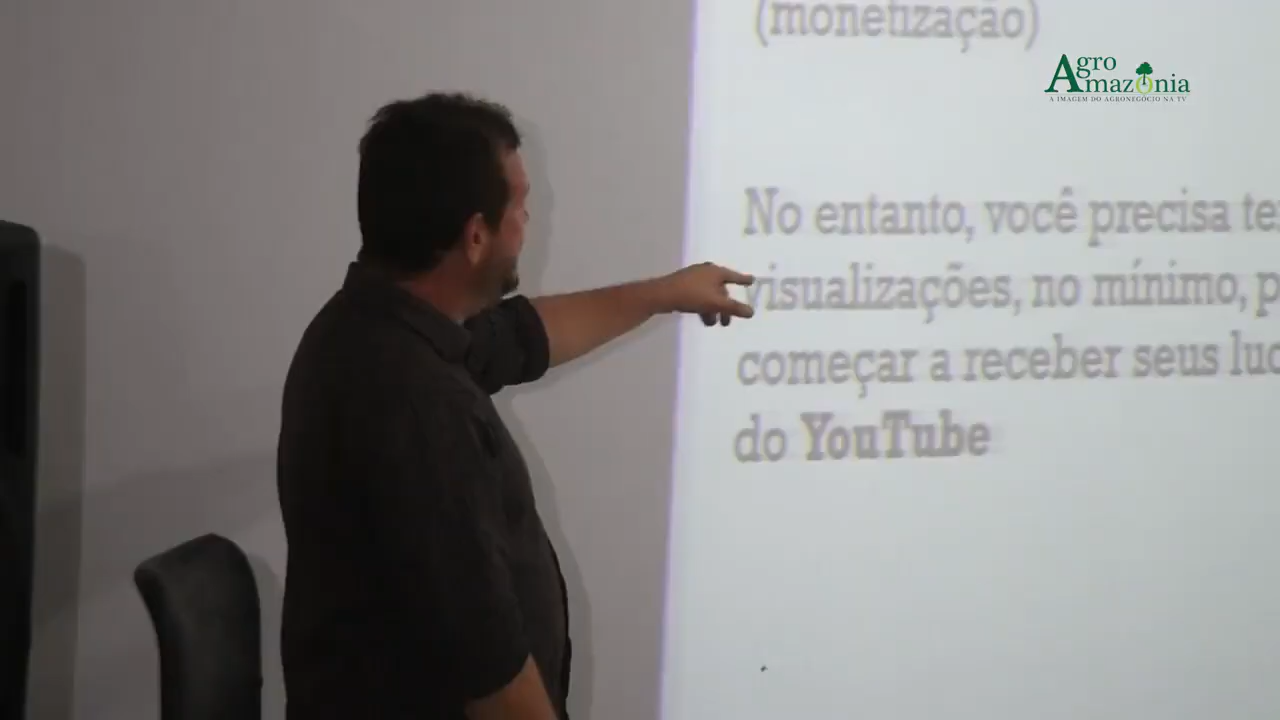 (monetização)
Agro
Amazônia
A IMAGEM DO AGRONEGÓCIO NA TV
No entanto, você precisa
visualizações, no mínimo,
começar a receber seus
do YouTube